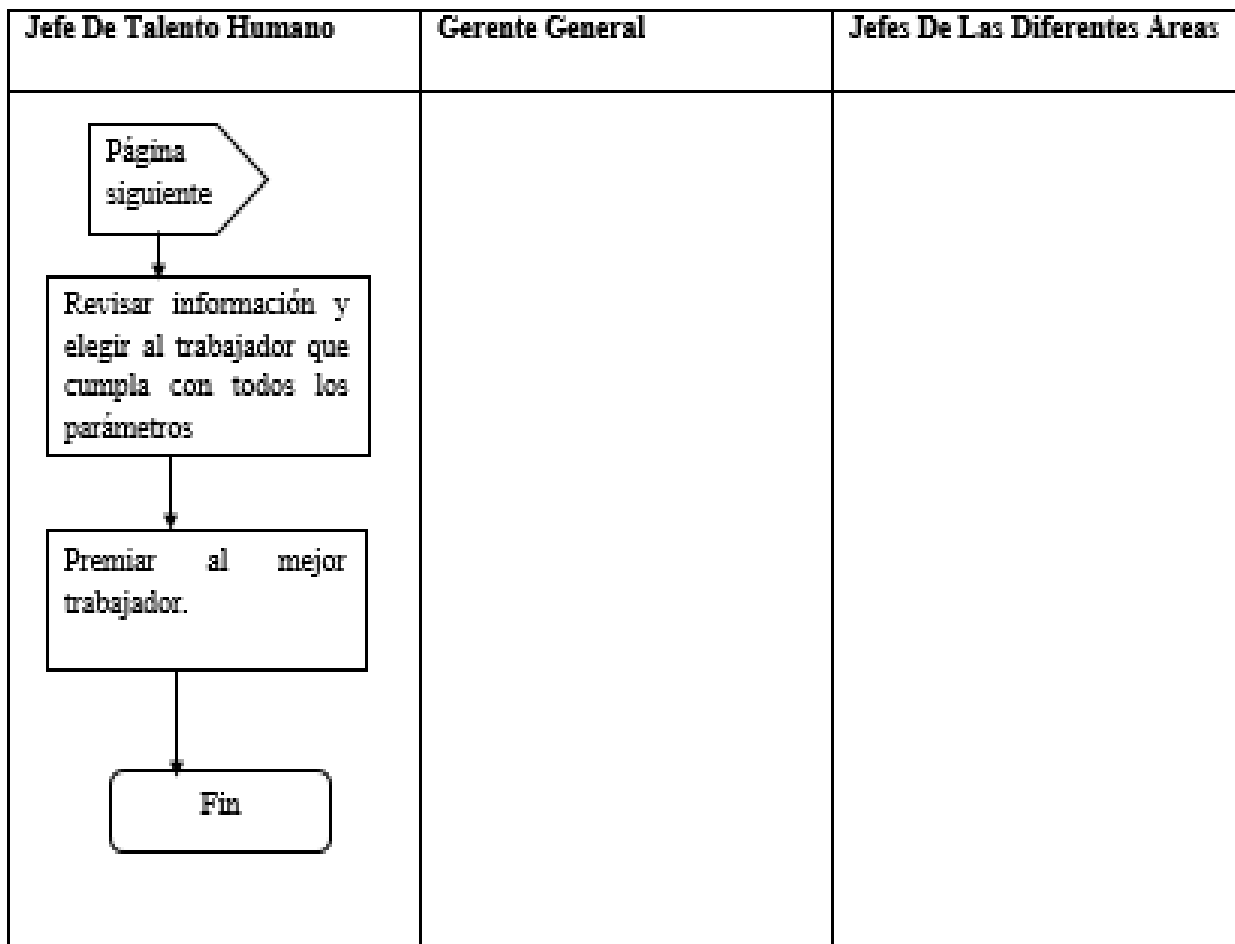 Jefe De Talento Humano
Gerente General
Jefes De Las Diferentes Areas
Página
siguiente
Revisar información y
elegir al trabajador que
cumpla con todos los
parámetros
Premiar al mejor
trabajador.
Fin